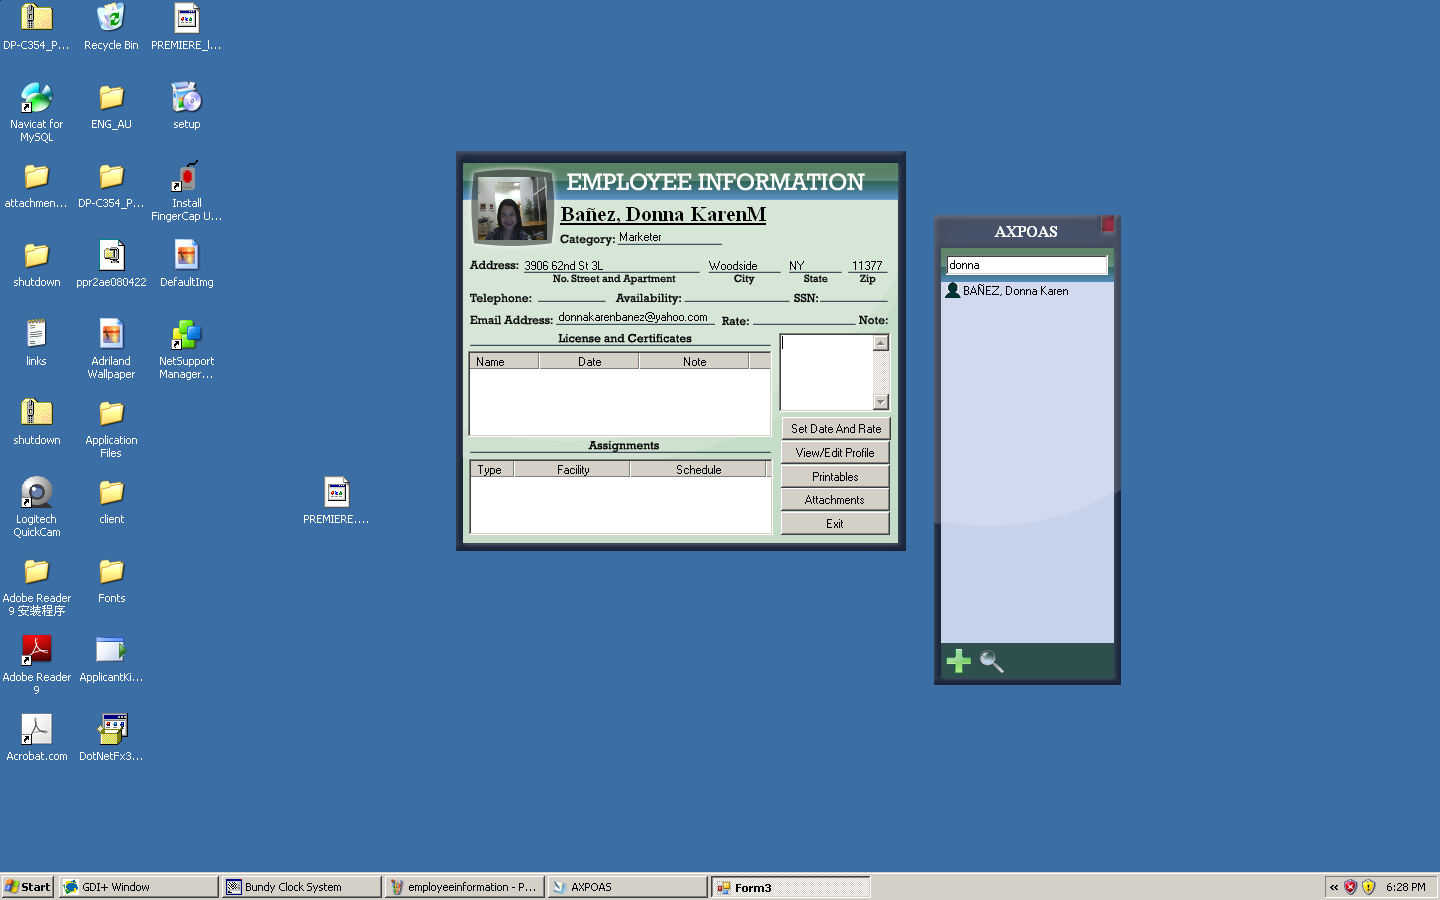 DP-C354_P...
Recycle Bin
PREMIERE_l...
Navicat for
MySQL
ENG_AU
setup
attachmen...
DP-C354_P...
Install
FingerCap U...
shutdown
ppr2ae080422
DefaultImg
links
Adriland
Wallpaper
NetSupport
Manager...
shutdown
Application
Files
Logitech
QuickCam
client
PREMIERE....
Adobe Reader
9 安装程序
Fonts
Adobe Reader
9
ApplicantKi...
Acrobat.com
DotNetFx3...
EMPLOYEE INFORMATION
Bañez, Donna KarenM
Category: Marketer
Address: 3906 62nd St 3L Woodside NY 11377
No. Street and Apartment City State Zip
Telephone: Availability: SSN:
Email Address: donnakarenbanez@yahoo.com Rate: Note:
License and Certificates
Name Date Note
Set Date And Rate
Assignments
View/Edit Profile
Type Facility Schedule
Printables
Attachments
Exit
AXPOAS
donna
BAÑEZ, Donna Karen
Start GDI+ Window Bundy Clock System employeeinformation - P... AXPOAS Form3 « 6:28 PM